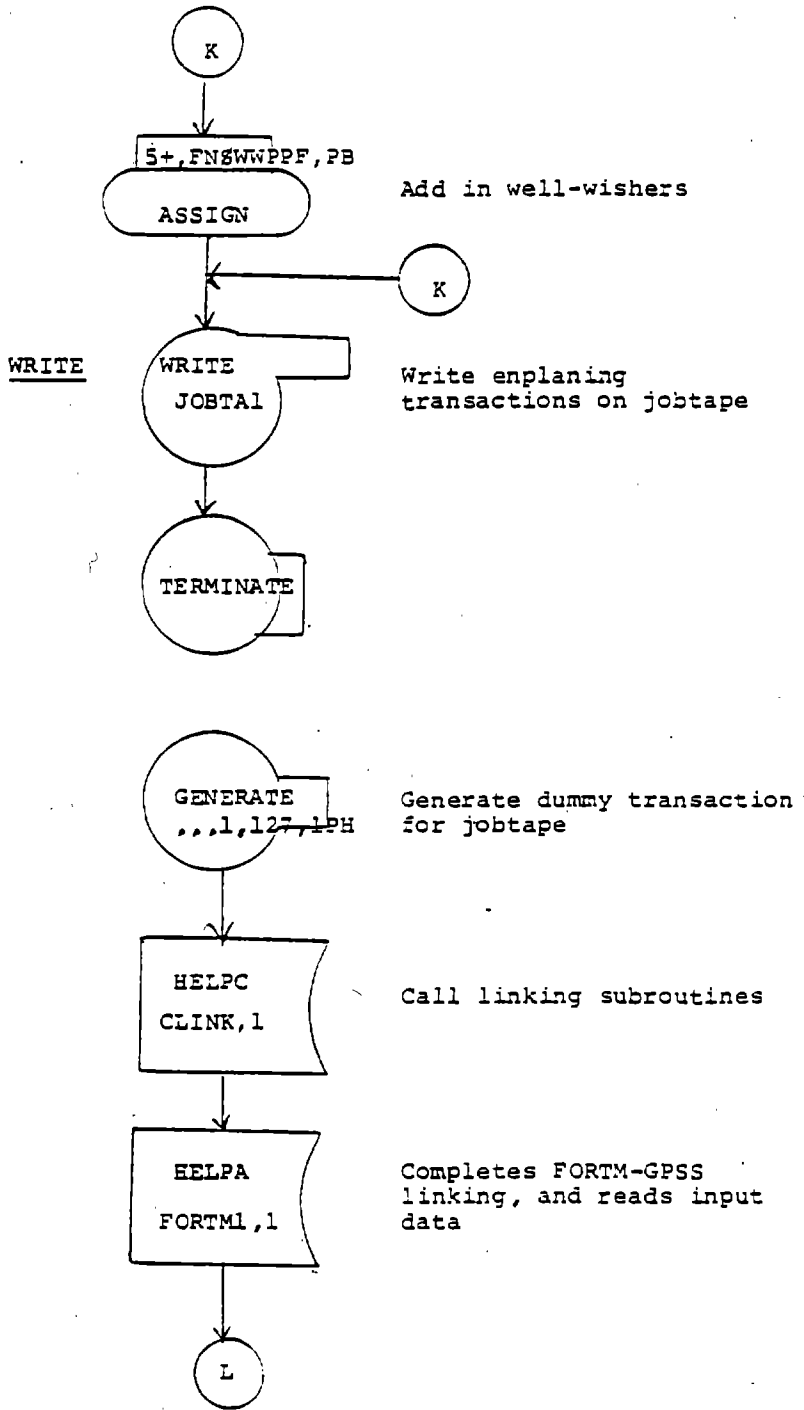 K
5+,FN$WWPPF,PB
ASSIGN
Add in well-wishers
K
WRITE
WRITE
JOBTA1
Write enplaning
transactions on jobtape
TERMINATE
GENERATE
,,,1,127,1PH
Generate dummy transaction
for jobtape
HELPC
CLINK,1
Call linking subroutines
HELPA
FORTM1,1
Completes FORTM-GPSS
linking, and reads input
data
L